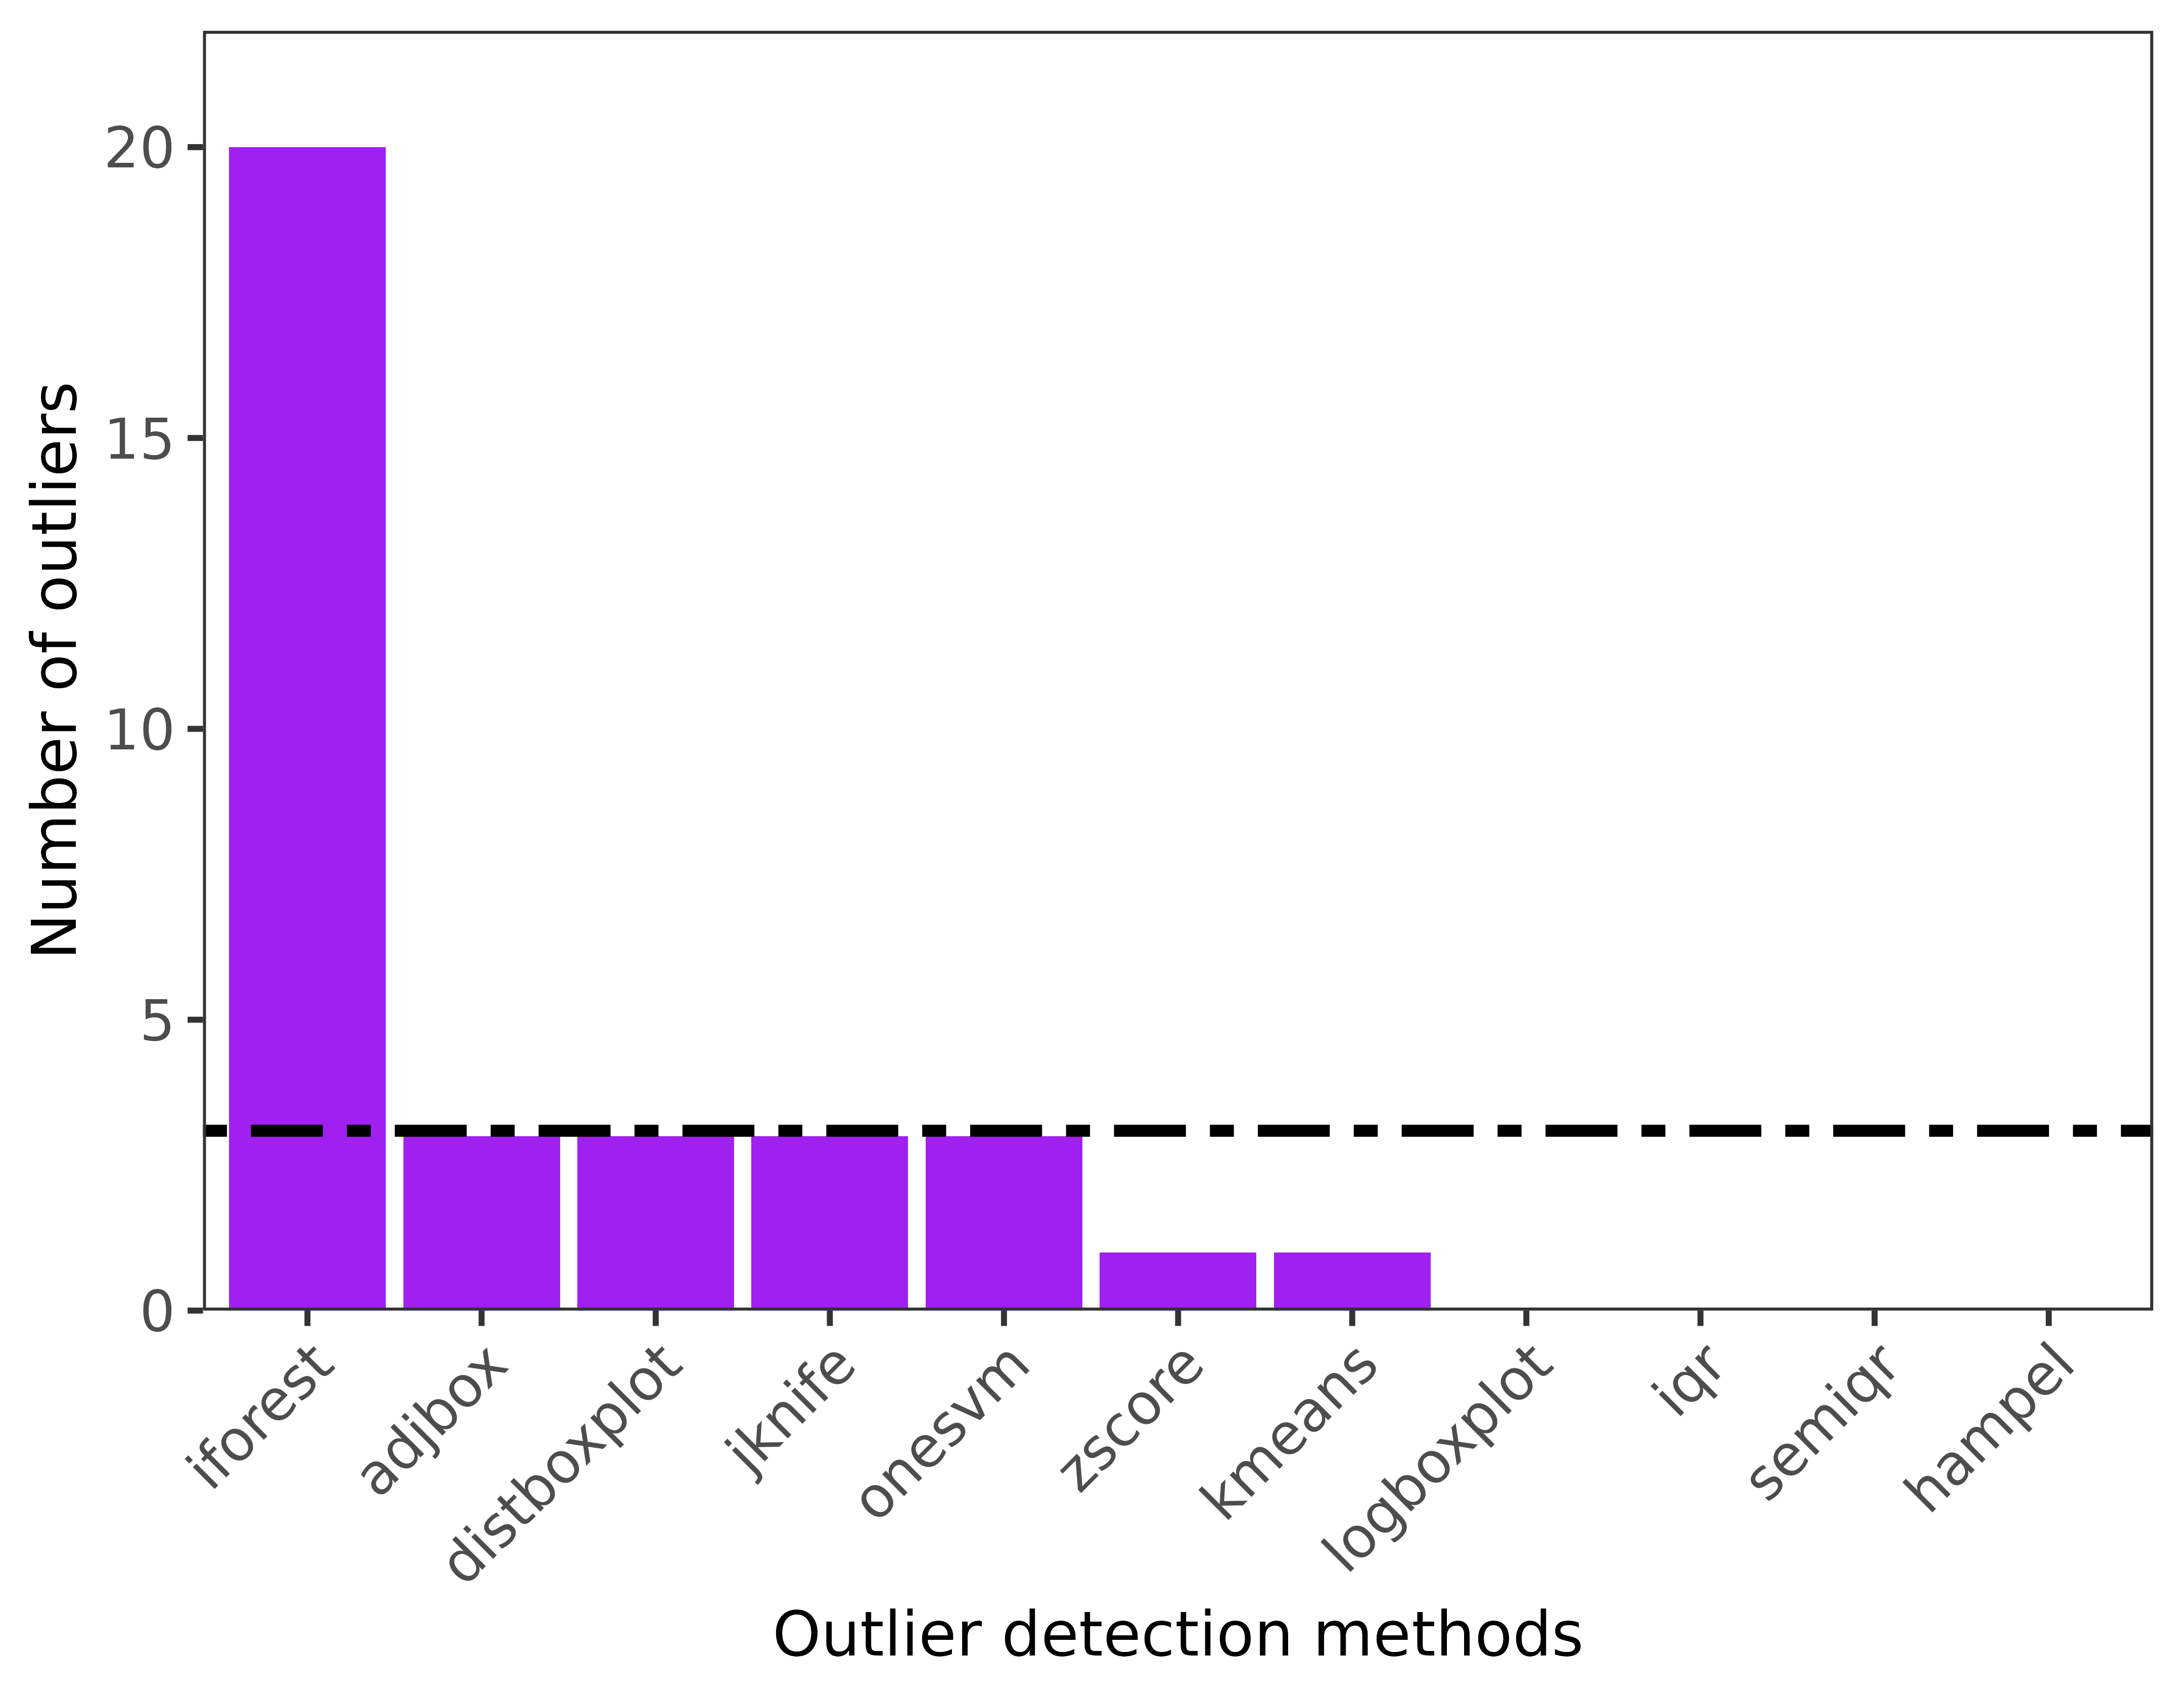 Number of outliers
20
15
10
5
0
iforest
adjbox
distboxplot
jknife
onesvm
zscore
kmeans
logboxplot
iqr
semiqr
hampel
Outlier detection methods